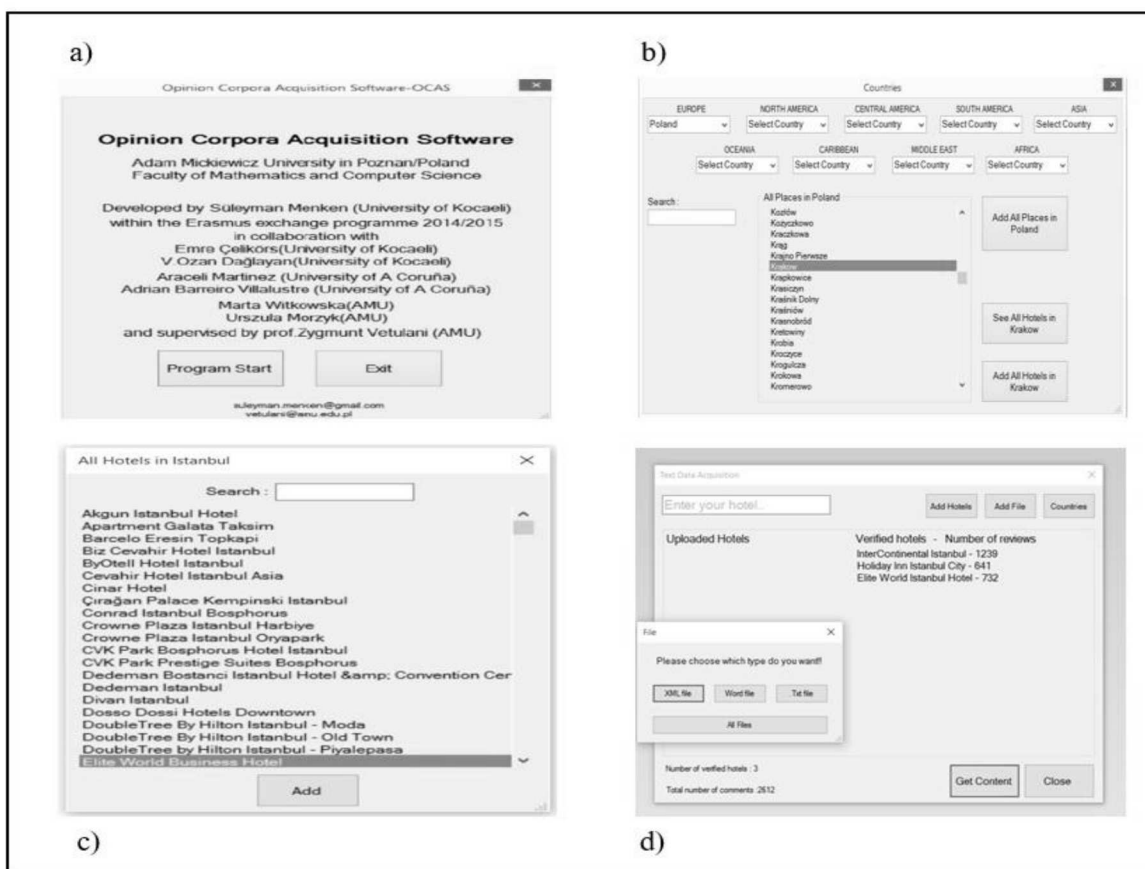 a)
Opinion Corpora Acquisition Software-OCAS
Opinion Corpora Acquisition Software
Adam Mickiewicz University in Poznan/Poland
Faculty of Mathematics and Computer Science
Developed by Süleyman Menken (University of Kocaeli)
within the Erasmus exchange programme 2014/2015
in collaboration with
Emre Çelikörs(University of Kocaeli)
V.Ozan Dağlayan(University of Kocaeli)
Araceli Martinez (University of A Coruña)
Adrian Barreiro Villalustre (University of A Coruña)
Marta Witkowska(AMU)
Urszula Morzyk(AMU)
and supervised by prof.Zygmunt Vetulani (AMU)
Program Start Exit
suleyman.menken@gmail.com
vetulani@amu.edu.pl
b)
Countries
EUROPE NORTH AMERICA CENTRAL AMERICA SOUTH AMERICA ASIA
Poland Select Country Select Country Select Country Select Country
OCEANIA CARIBBEAN MIDDLE EAST AFRICA
Select Country Select Country Select Country Select Country
Search :
All Places in Poland
Kozłów
Kożyczkowo
Kraczkowa
Krąg
Krajno Pierwsze
Krakow
Krapkowice
Krasiczyn
Kraśnik Dolny
Kraśniów
Krasnobród
Kretowiny
Krobia
Kroczyce
Krogulcza
Krokowa
Kromerowo
Add All Places in
Poland
See All Hotels in
Krakow
Add All Hotels in
Krakow
All Hotels in Istanbul
Search :
Akgun Istanbul Hotel
Apartment Galata Taksim
Barcelo Eresin Topkapi
Biz Cevahir Hotel Istanbul
ByOtell Hotel Istanbul
Cevahir Hotel Istanbul Asia
Cinar Hotel
Çırağan Palace Kempinski Istanbul
Conrad Istanbul Bosphorus
Crowne Plaza Istanbul Harbiye
Crowne Plaza Istanbul Oryapark
CVK Park Bosphorus Hotel Istanbul
CVK Park Prestige Suites Bosphorus
Dedeman Bostanci Istanbul Hotel &amp; Convention Cer
Dedeman Istanbul
Divan Istanbul
Dosso Dossi Hotels Downtown
DoubleTree By Hilton Istanbul - Moda
DoubleTree by Hilton Istanbul - Old Town
DoubleTree by Hilton Istanbul - Piyalepasa
Elite World Business Hotel
Add
c)
Text Data Acquisition
Enter your hotel..
Add Hotels Add File Countries
Uploaded Hotels
Verified hotels - Number of reviews
InterContinental Istanbul - 1239
Holiday Inn Istanbul City - 641
Elite World Istanbul Hotel - 732
File
Please choose which type do you want!
XML file Word file Txt file
All Files
Number of verified hotels : 3
Total number of comments :2612
Get Content Close
d)